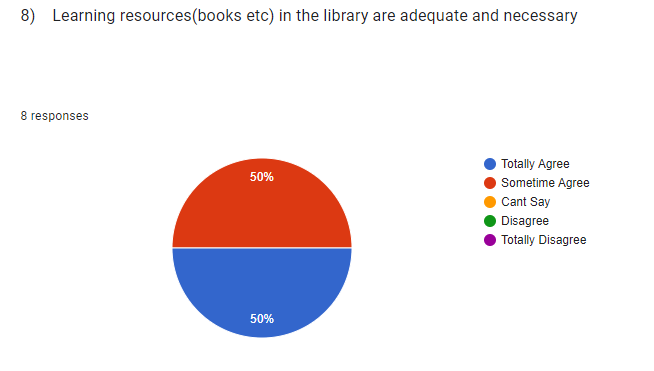 8) Learning resources(books etc) in the library are adequate and necessary
8 responses
50%
50%
Totally Agree
Sometime Agree
Cant Say
Disagree
Totally Disagree